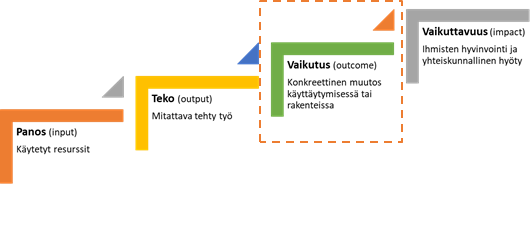 Panos (input)
Käytetyt resurssit
Teko (output)
Mitattava tehty työ
Vaikutus (outcome)
Konkreettinen muutos
käyttäytymisessä tai
rakenteissa
Vaikuttavuus (impact)
Ihmisten hyvinvointi ja
yhteiskunnallinen hyöty